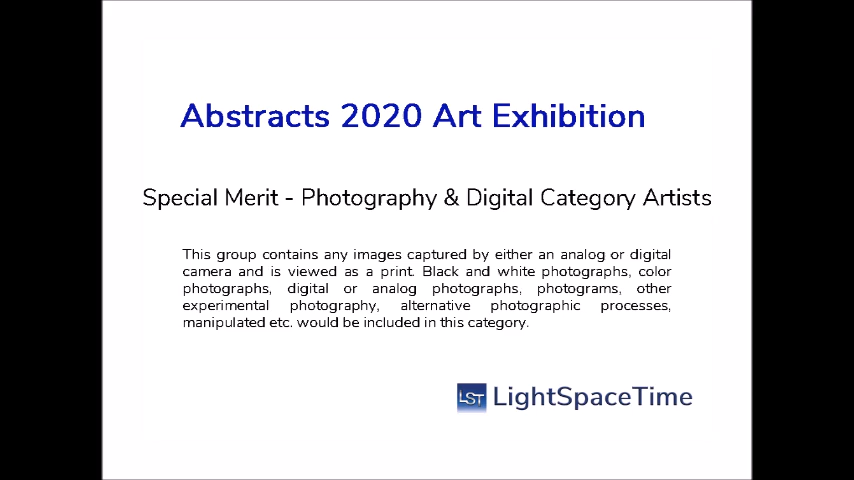 Abstracts 2020 Art Exhibition
Special Merit - Photography & Digital Category Artists
This group contains any images captured by either an analog or digital
camera and is viewed as a print. Black and white photographs, color
photographs, digital or analog photographs, photograms, other
experimental photography, alternative photographic processes,
manipulated etc. would be included in this category.
LST LightSpaceTime